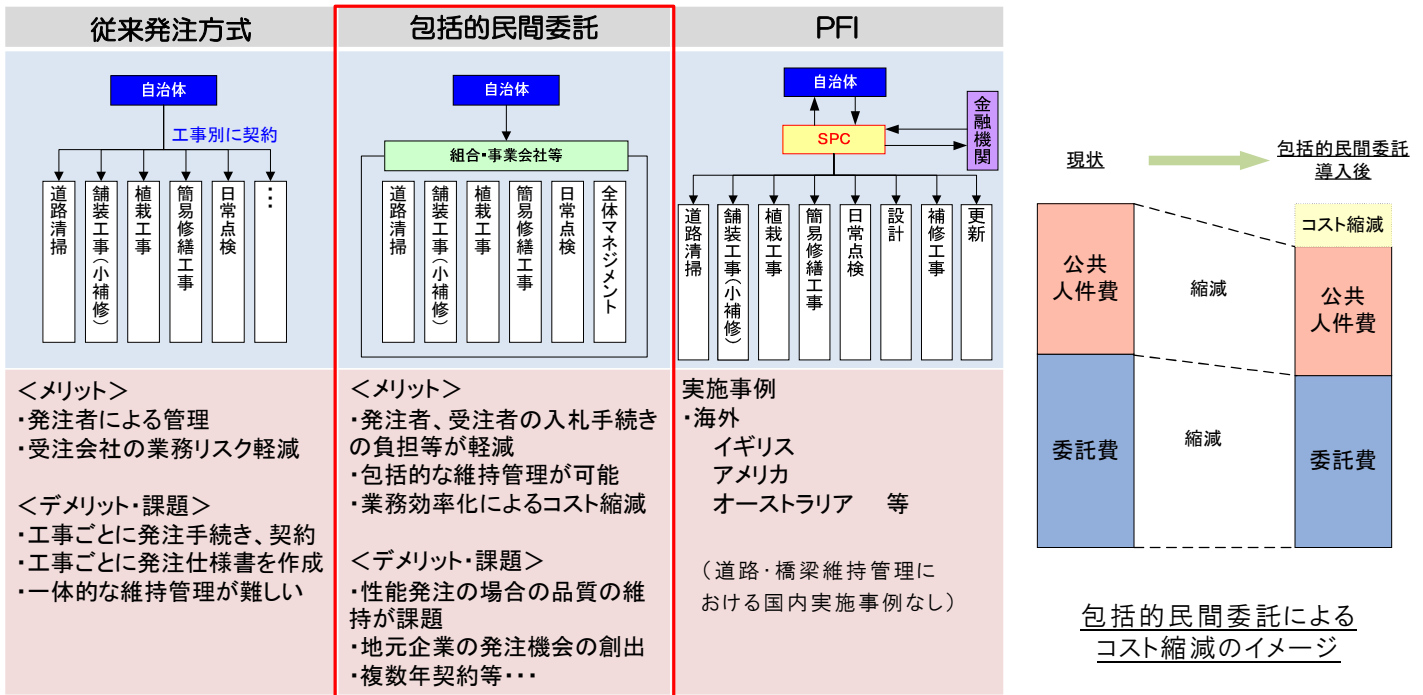 従来発注方式
自治体
工事別に契約
道路清掃
舗装工事(小補修)
植栽工事
簡易修繕工事
日常点検
・・・
<メリット>
・発注者による管理
・受注会社の業務リスク軽減
<デメリット・課題>
・工事ごとに発注手続き、契約
・工事ごとに発注仕様書を作成
・一体的な維持管理が難しい
包括的民間委託
自治体
組合・事業会社等
道路清掃
舗装工事(小補修)
植栽工事
簡易修繕工事
日常点検
全体マネジメント
<メリット>
・発注者、受注者の入札手続き
の負担等が軽減
・包括的な維持管理が可能
・業務効率化によるコスト縮減
<デメリット・課題>
・性能発注の場合の品質の維
持が課題
・地元企業の発注機会の創出
・複数年契約等・・・
PFI
自治体
SPC
金融機関
道路清掃
舗装工事(小補修)
植栽工事
簡易修繕工事
日常点検
設計
補修工事
更新
実施事例
・海外
イギリス
アメリカ
オーストラリア 等
(道路・橋梁維持管理に
おける国内実施事例なし)
現状
包括的民間委託
導入後
コスト縮減
公共
人件費
縮減
公共
人件費
委託費
縮減
委託費
包括的民間委託による
コスト縮減のイメージ